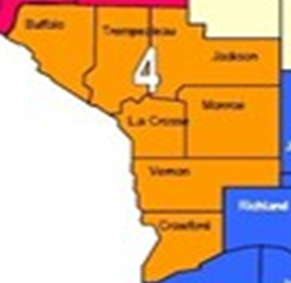 Buffalo
Trempealeau
Jackson
4
Monroe
La Crosse
Vernon
Richland
Crawford